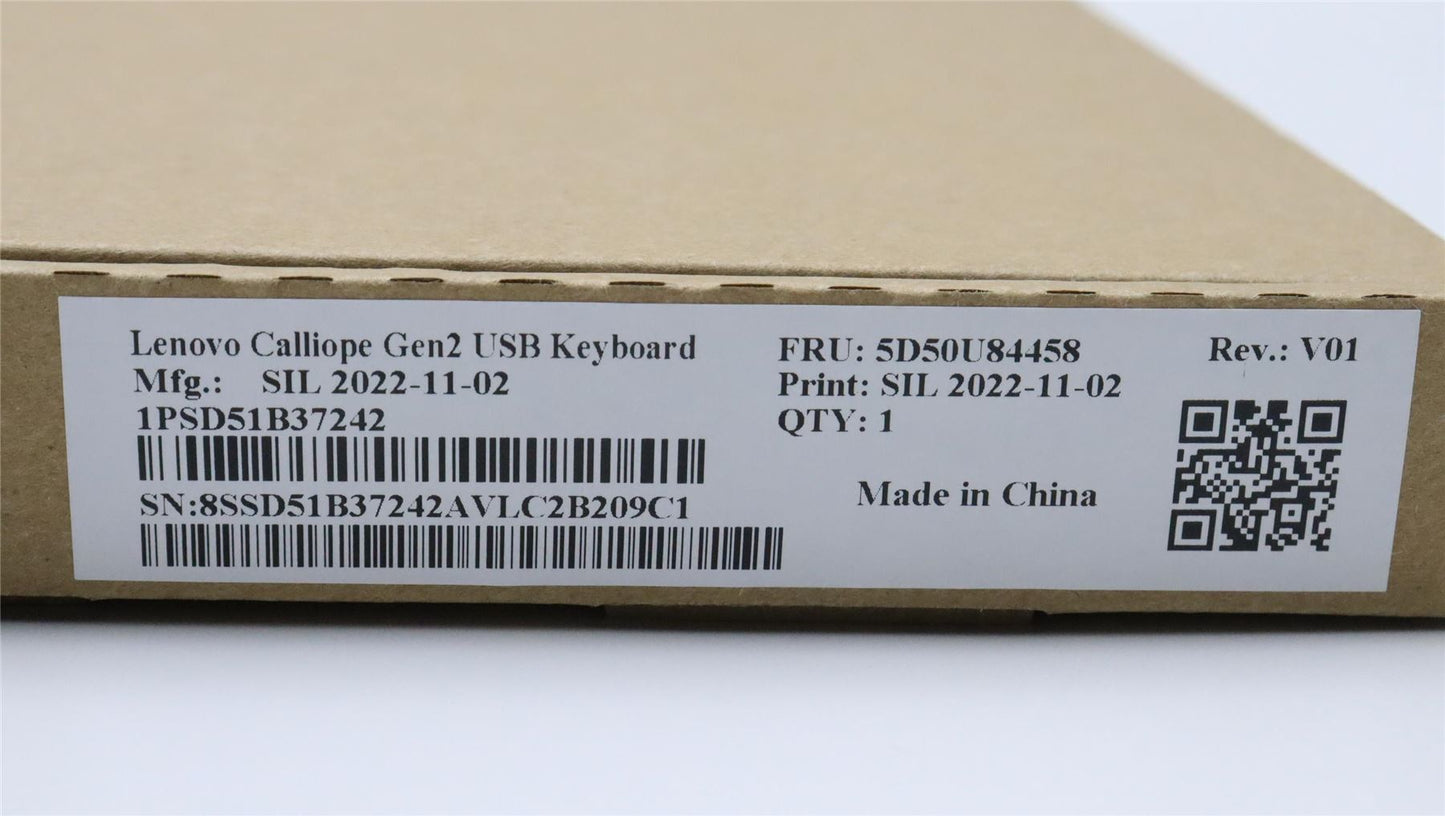 Lenovo Calliope Gen2 USB Keyboard
Mfg.: SIL 2022-11-02
1PSD51B37242
SN:8SSD51B37242AVLC2B209C1
FRU: 5D50U84458
Print: SIL 2022-11-02
QTY: 1
Made in China
Rev.: V01